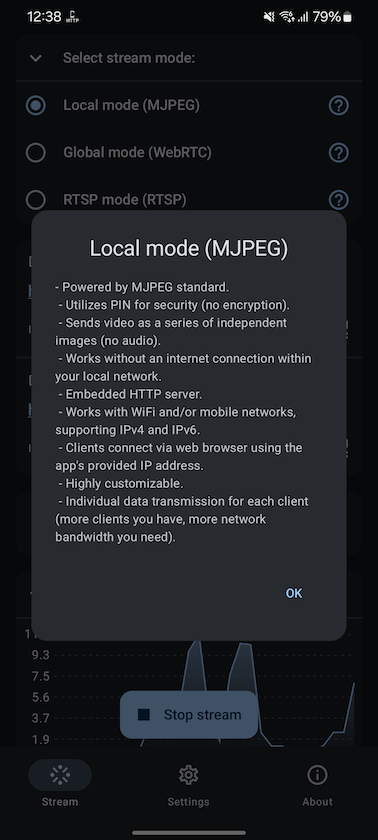 12:38
HTTP
79%
Select stream mode:
Local mode (MJPEG)
Global mode (WebRTC)
RTSP mode (RTSP)
Local mode (MJPEG)
- Powered by MJPEG standard.
- Utilizes PIN for security (no encryption).
- Sends video as a series of independent
images (no audio).
- Works without an internet connection within
your local network.
- Embedded HTTP server.
- Works with WiFi and/or mobile networks,
supporting IPv4 and IPv6.
- Clients connect via web browser using the
app's provided IP address.
- Highly customizable.
- Individual data transmission for each client
(more clients you have, more network
bandwidth you need).
OK
9.3
7.5
5.6
3.7
1.9
Stop stream
Stream
Settings
About